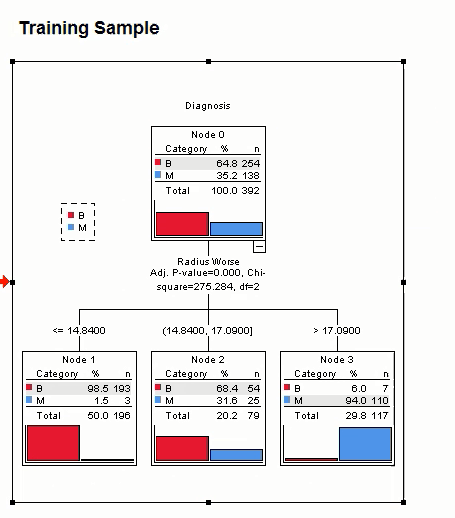 Training Sample
Diagnosis
Node 0
Category % n
B 64.8 254
M 35.2 138
Total 100.0 392
B
M
Radius Worse
Adj. P-value=0.000, Chi-
square=275.284, df=2
<= 14.8400 (14.8400, 17.0900] > 17.0900
Node 1
Category % n
B 98.5 193
M 1.5 3
Total 50.0 196
Node 2
Category % n
B 68.4 54
M 31.6 25
Total 20.2 79
Node 3
Category % n
B 6.0 7
M 94.0 110
Total 29.8 117